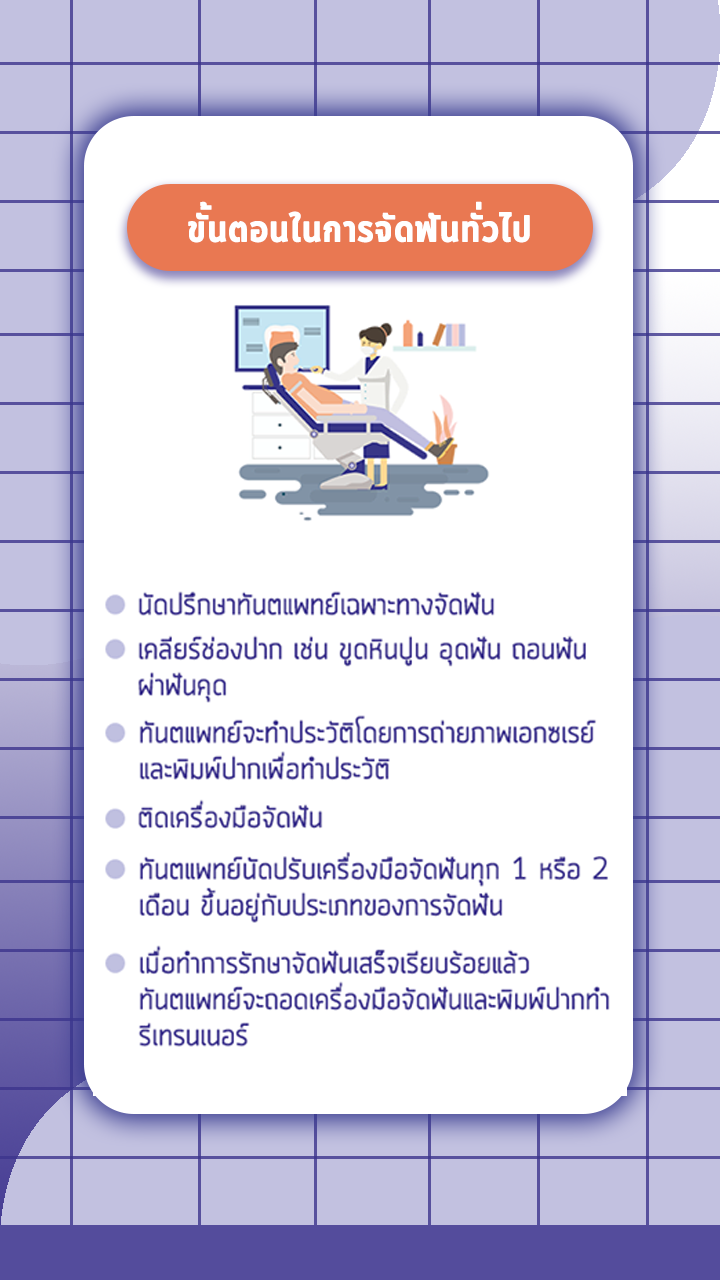 ขั้นตอนในการจัดฟันทั่วไป
นัดปรึกษาทันตแพทย์เฉพาะทางจัดฟัน
เคลียร์ช่องปาก เช่น ขูดหินปูน อุดฟัน ถอนฟัน
ผ่าฟันคุด
ทันตแพทย์จะทำประวัติโดยการถ่ายภาพเอกซเรย์
และพิมพ์ปากเพื่อทำประวัติ
ติดเครื่องมือจัดฟัน
ทันตแพทย์นัดปรับเครื่องมือจัดฟันทุก 1 หรือ 2
เดือน ขึ้นอยู่กับประเภทของการจัดฟัน
เมื่อทำการรักษาจัดฟันเสร็จเรียบร้อยแล้ว
ทันตแพทย์จะถอดเครื่องมือจัดฟันและพิมพ์ปากทำ
รีเทรนเนอร์